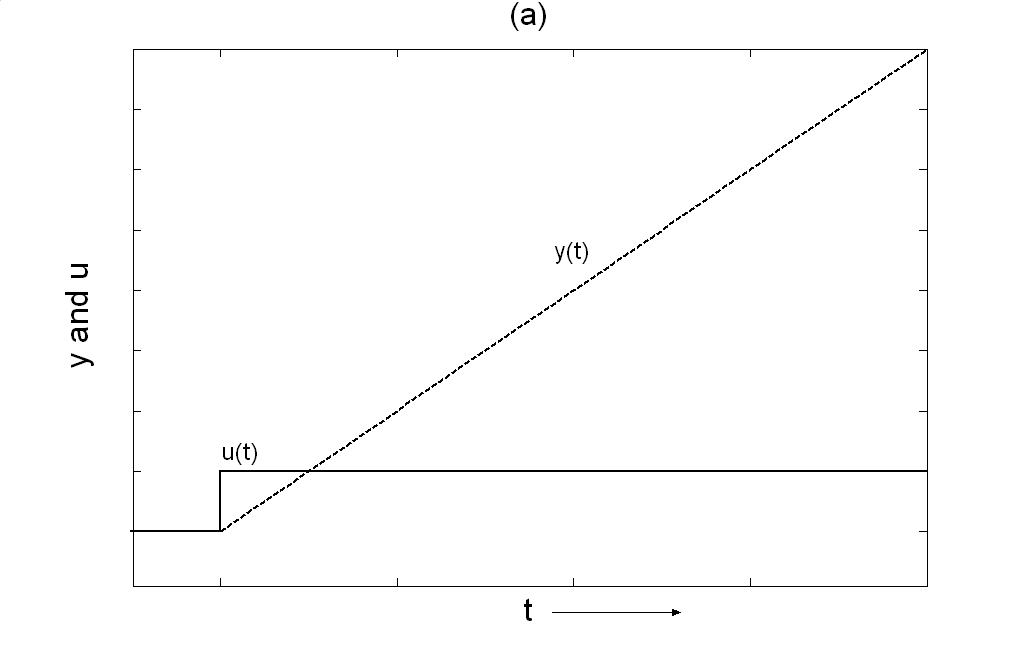 (a)
y and u
y(t)
u(t)
t